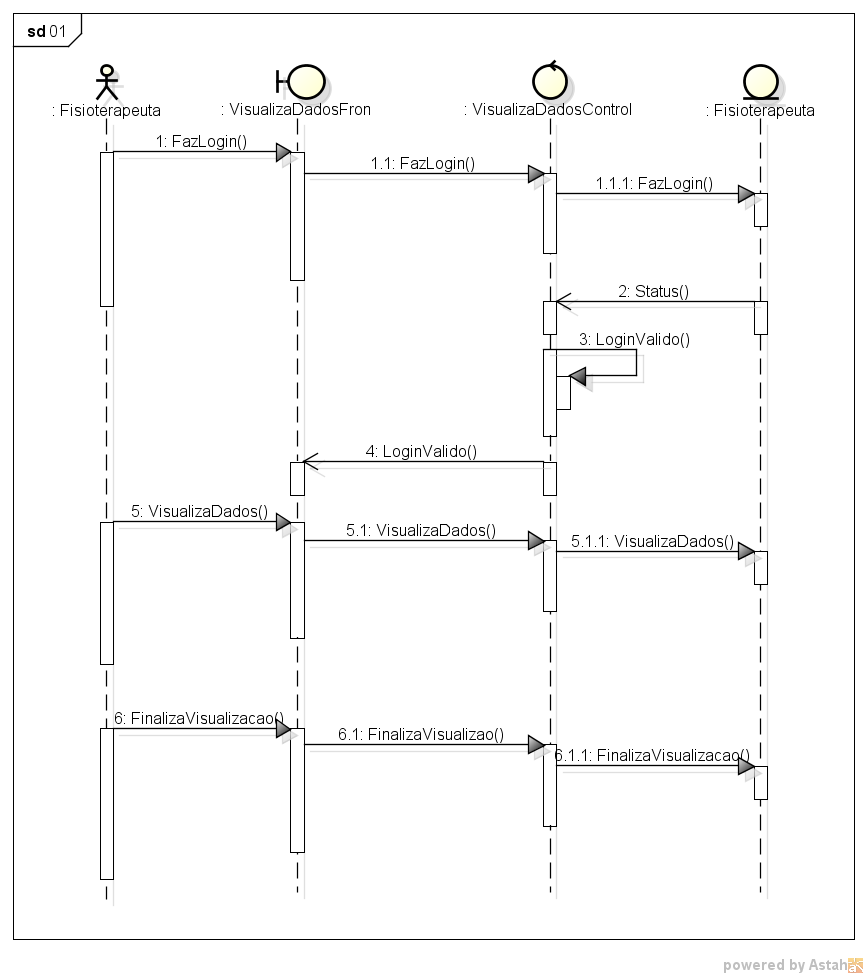 sd 01
: Fisioterapeuta
: VisualizaDadosFron
: VisualizaDadosControl
: Fisioterapeuta
1: FazLogin()
1.1: FazLogin()
1.1.1: FazLogin()
2: Status()
3: LoginValido()
4: LoginValido()
5: VisualizaDados()
5.1: VisualizaDados()
5.1.1: VisualizaDados()
6: FinalizaVisualizacao()
6.1: FinalizaVisualizao()
6.1.1: FinalizaVisualizacao()
powered by Astah